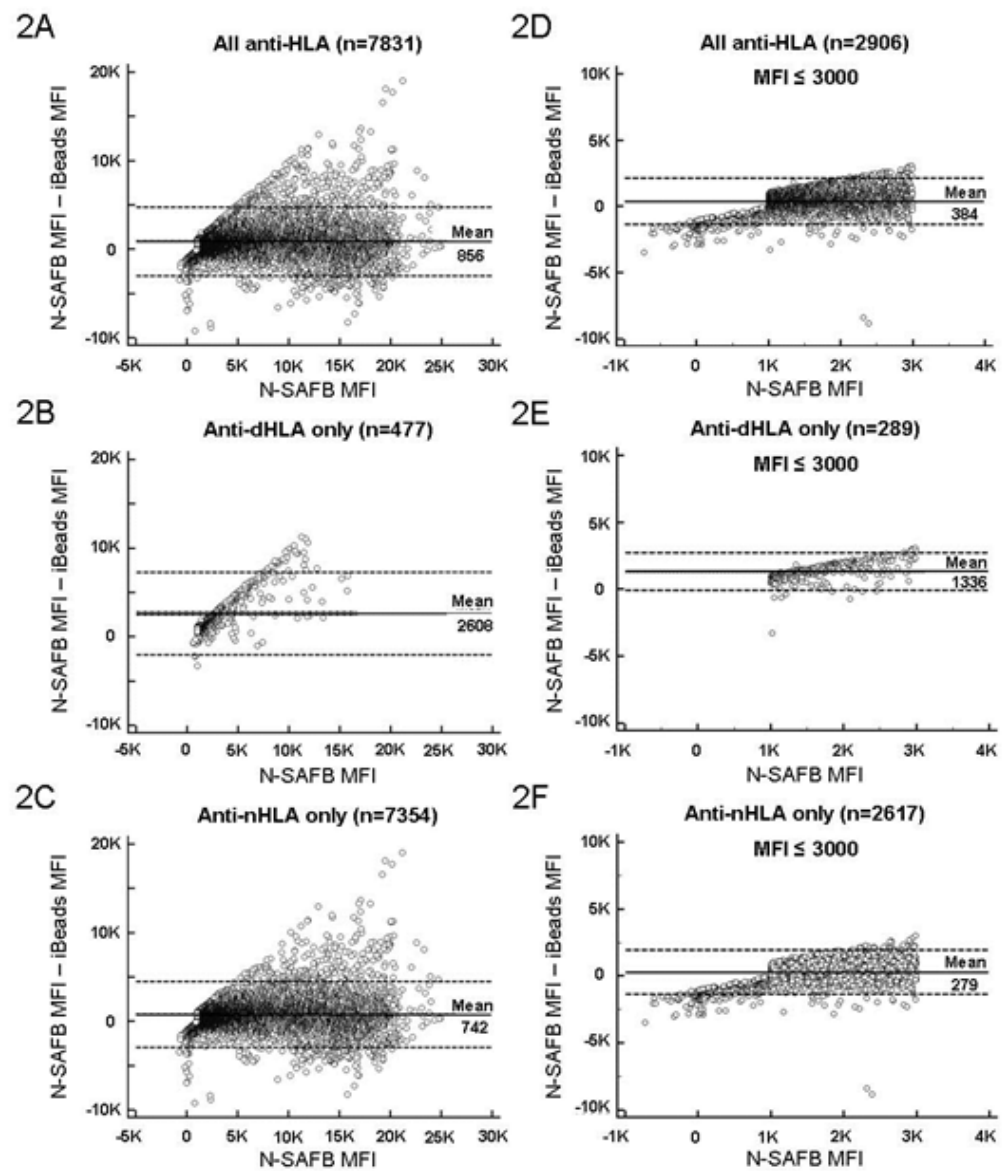 2A
All anti-HLA (n=7831)
20K
10K
0
-10K
N-SAFB MFI – iBeads MFI
Mean
856
-5K 0 5K 10K 15K 20K 25K 30K
N-SAFB MFI
2D
All anti-HLA (n=2906)
MFI ≤ 3000
10K
5K
0
-5K
-10K
N-SAFB MFI – iBeads MFI
Mean
384
-1K 0 1K 2K 3K 4K
N-SAFB MFI
2B
Anti-dHLA only (n=477)
20K
10K
0
-10K
N-SAFB MFI – iBeads MFI
Mean
2608
-5K 0 5K 10K 15K 20K 25K 30K
N-SAFB MFI
2E
Anti-dHLA only (n=289)
MFI ≤ 3000
10K
5K
0
-5K
-10K
N-SAFB MFI – iBeads MFI
Mean
1336
-1K 0 1K 2K 3K 4K
N-SAFB MFI
2C
Anti-nHLA only (n=7354)
20K
10K
0
-10K
N-SAFB MFI – iBeads MFI
Mean
742
-5K 0 5K 10K 15K 20K 25K 30K
N-SAFB MFI
2F
Anti-nHLA only (n=2617)
MFI ≤ 3000
10K
5K
0
-5K
-10K
N-SAFB MFI – iBeads MFI
Mean
279
-1K 0 1K 2K 3K 4K
N-SAFB MFI